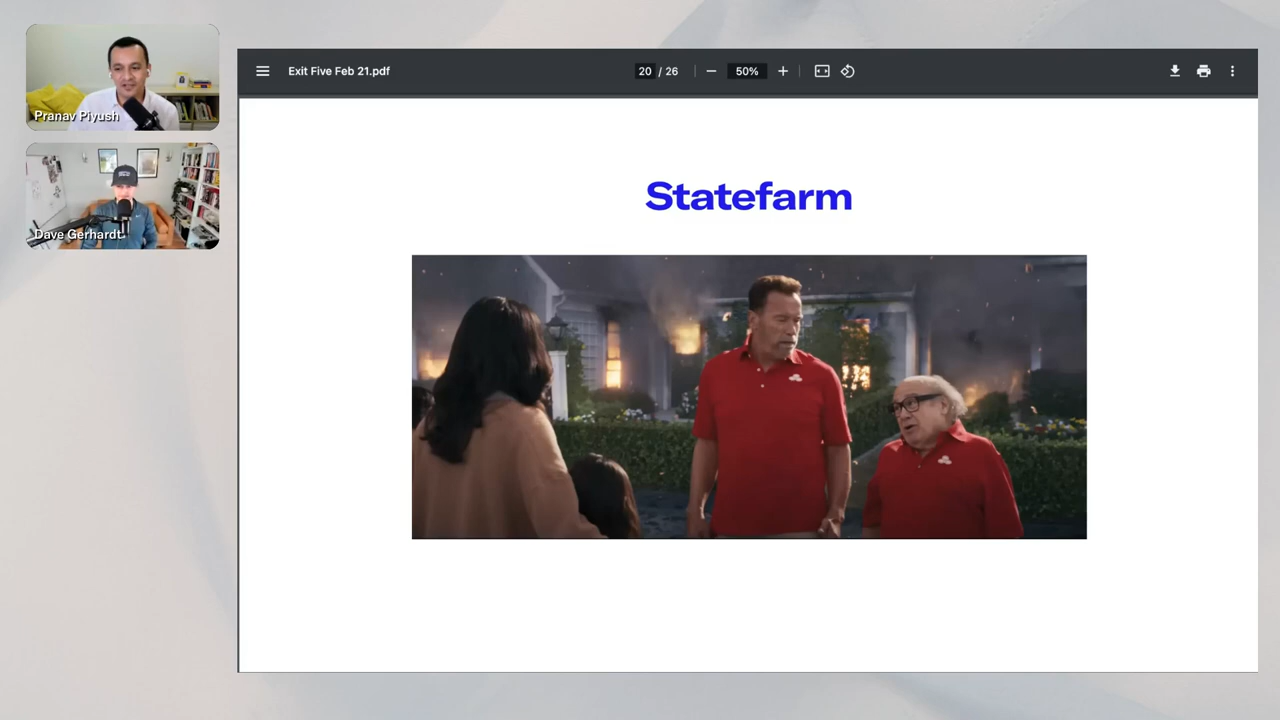 Pranav Piyush
Dave Gerhardt
Exit Five Feb 21.pdf
20 / 26
50%
Statefarm